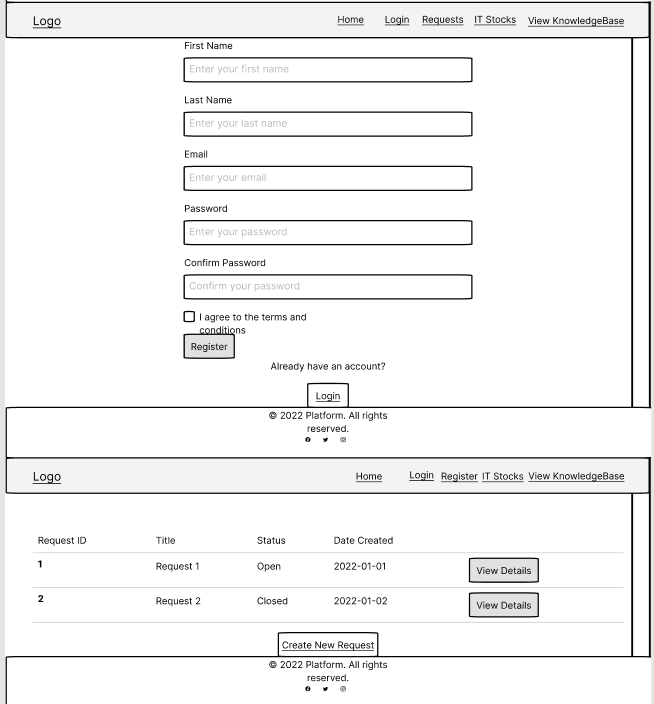 Logo Home Login Requests IT Stocks View KnowledgeBase
First Name
Enter your first name
Last Name
Enter your last name
Email
Enter your email
Password
Enter your password
Confirm Password
Confirm your password
I agree to the terms and
conditions
Register
Already have an account?
Login
© 2022 Platform. All rights
reserved.
Logo Home Login Register IT Stocks View KnowledgeBase
Request ID Title Status Date Created
1 Request 1 Open 2022-01-01 View Details
2 Request 2 Closed 2022-01-02 View Details
Create New Request
© 2022 Platform. All rights
reserved.